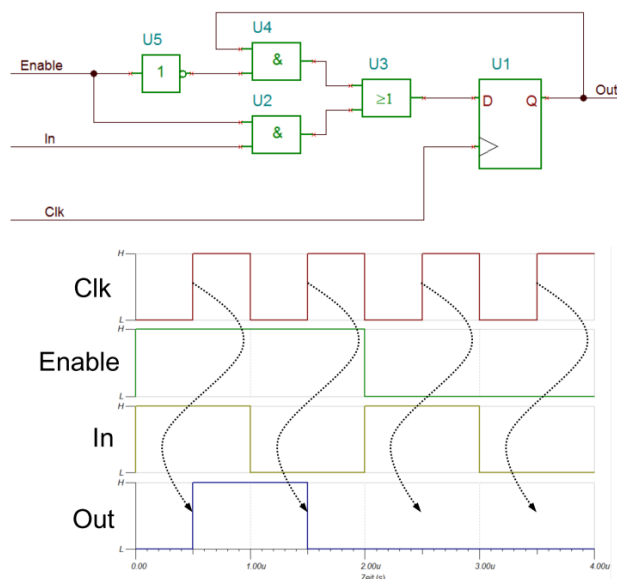 U5
U4
U3
U1
Enable
1
&
U2
≥1
D
Q
Out
In
&
Clk
H
Clk
L
H
Enable
L
H
In
L
H
Out
L
0.00 1.00u 2.00u 3.00u 4.00u
Zeit (s)